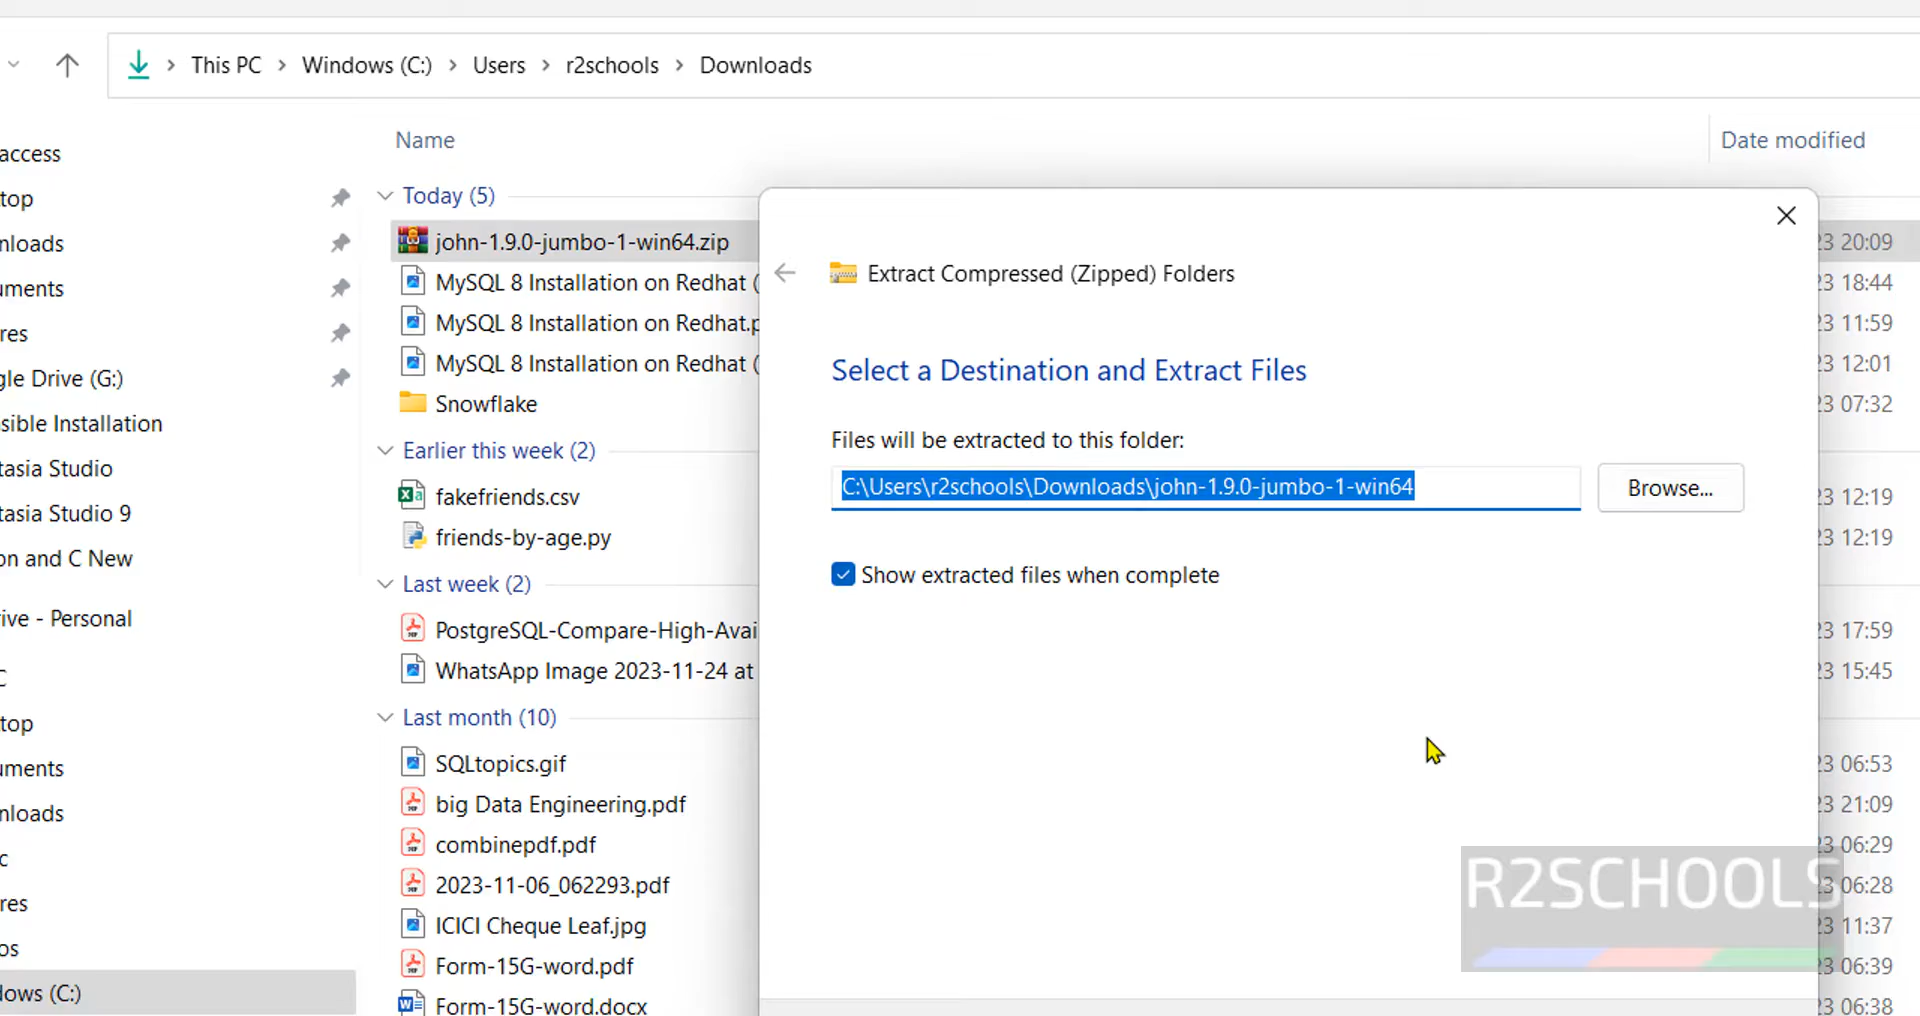 This PC > Windows (C:) > Users > r2schools > Downloads
Name
Date modified
access
top
nloads
uments
res
gle Drive (G:)
sible Installation
tasia Studio
tasia Studio 9
on and C New
ive - Personal
C
top
uments
nloads
c
res
os
dows (C:)
Today (5)
john-1.9.0-jumbo-1-win64.zip
23 20:09
MySQL 8 Installation on Redhat (
23 18:44
MySQL 8 Installation on Redhat.p
23 11:59
MySQL 8 Installation on Redhat (
23 12:01
Snowflake
23 07:32
Earlier this week (2)
fakefriends.csv
23 12:19
friends-by-age.py
23 12:19
Last week (2)
PostgreSQL-Compare-High-Avai
23 17:59
WhatsApp Image 2023-11-24 at
23 15:45
Last month (10)
SQLtopics.gif
23 06:53
big Data Engineering.pdf
23 21:09
combinepdf.pdf
23 06:29
2023-11-06_062293.pdf
23 06:28
ICICI Cheque Leaf.jpg
23 11:37
Form-15G-word.pdf
23 06:39
Form-15G-word.docx
23 06:38
Extract Compressed (Zipped) Folders
Select a Destination and Extract Files
Files will be extracted to this folder:
C:\Users\r2schools\Downloads\john-1.9.0-jumbo-1-win64
Browse...
Show extracted files when complete
R2SCHOOLS